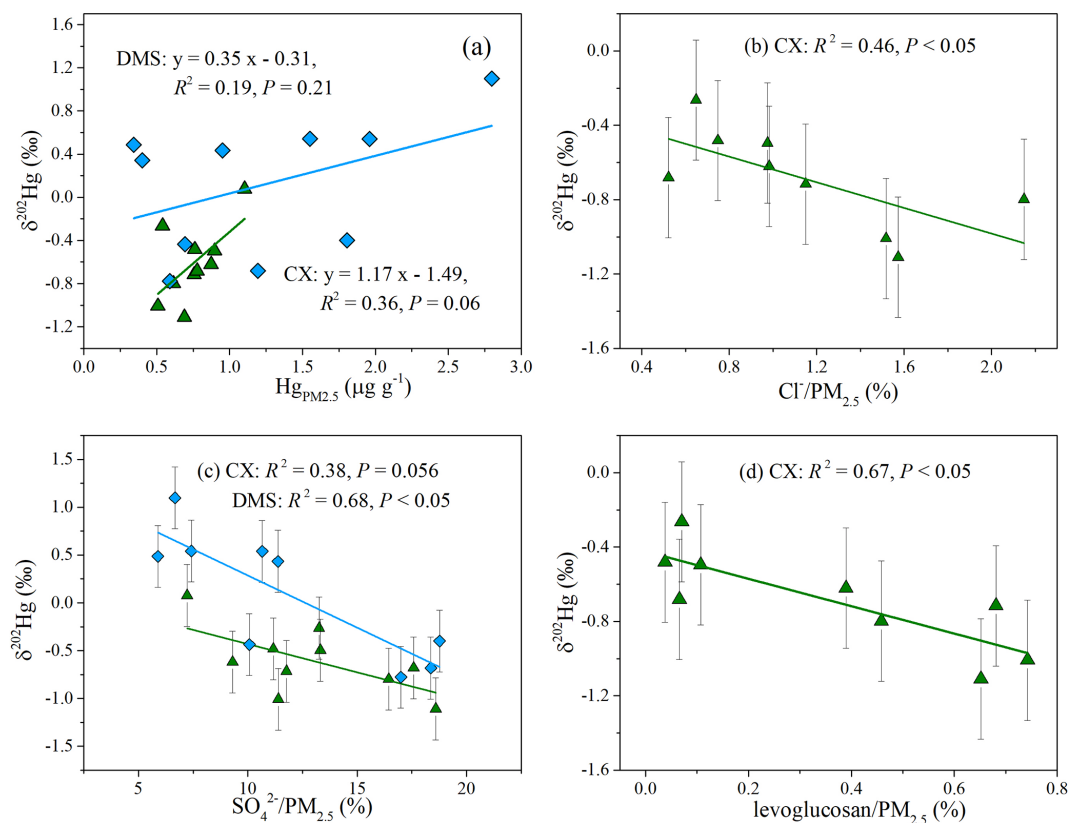 (a)
DMS: y = 0.35 x - 0.31,
R² = 0.19, P = 0.21
CX: y = 1.17 x - 1.49,
R² = 0.36, P = 0.06
1.6
1.2
0.8
0.4
0.0
-0.4
-0.8
-1.2
δ²⁰²Hg (‰)
0.0 0.5 1.0 1.5 2.0 2.5 3.0
Hg_PM2.5 (μg g⁻¹)
(b) CX: R² = 0.46, P < 0.05
0.0
-0.4
-0.8
-1.2
-1.6
δ²⁰²Hg (‰)
0.4 0.8 1.2 1.6 2.0
Cl⁻/PM₂.₅ (%)
(c) CX: R² = 0.38, P = 0.056
DMS: R² = 0.68, P < 0.05
1.5
1.0
0.5
0.0
-0.5
-1.0
-1.5
δ²⁰²Hg (‰)
5 10 15 20
SO₄²⁻/PM₂.₅ (%)
(d) CX: R² = 0.67, P < 0.05
0.0
-0.4
-0.8
-1.2
-1.6
δ²⁰²Hg (‰)
0.0 0.2 0.4 0.6 0.8
levoglucosan/PM₂.₅ (%)